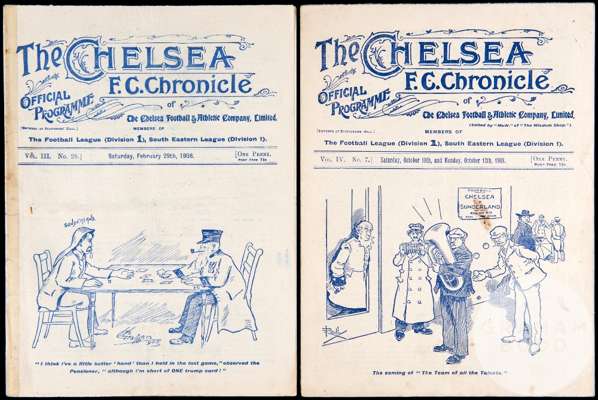 The CHELSEA
F.C. Chronicle
OFFICIAL PROGRAMME
of
The Chelsea Football & Athletic Company, Limited.
MEMBERS OF
The Football League (Division 1), South Eastern League (Division 1).
Vol. III. No. 29.
Saturday, February 29th, 1908.
[ONE PENNY.
"I think I've a little better 'hand' than I held in the last game," observed the
Pensioner, "although I'm short of ONE trump card!"
The CHELSEA
F.C. Chronicle
OFFICIAL PROGRAMME
of
The Chelsea Football & Athletic Company, Limited.
MEMBERS OF
The Football League (Division 1), South Eastern League (Division 1).
Vol. IV. No. 7.
Saturday, October 10th, and Monday, October 12th, 1908.
[ONE PENNY.
FOOTBALL
CHELSEA
v
SUNDERLAND
The coming of "The Team of all the Talents."